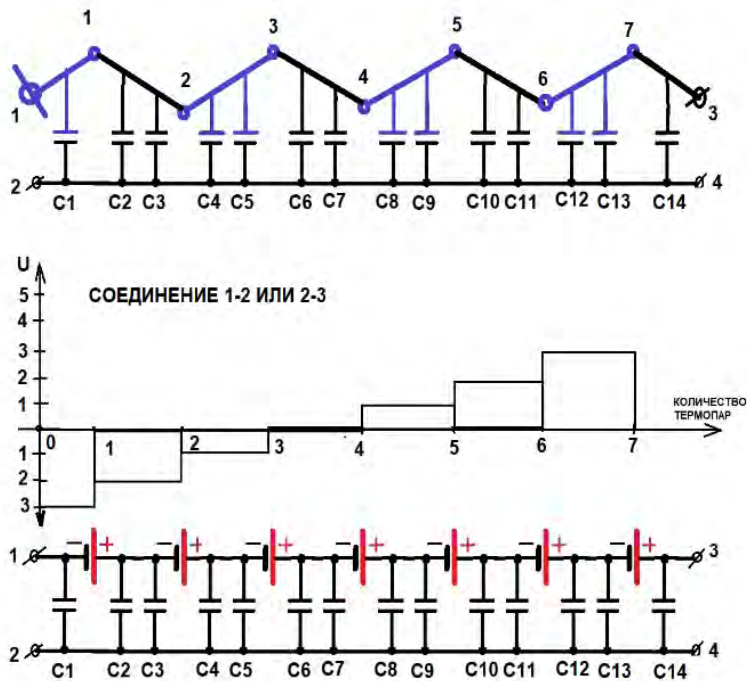 1 3 5 7
1 2 4 6 3
2 4
C1 C2 C3 C4 C5 C6 C7 C8 C9 C10 C11 C12 C13 C14
U
СОЕДИНЕНИЕ 1-2 ИЛИ 2-3
5
4
3
2
1
КОЛИЧЕСТВО
ТЕРМОПАР
0 1 2 3 4 5 6 7
1
2
3
1 − + − + − + − + − + − + − + 3
2 4
C1 C2 C3 C4 C5 C6 C7 C8 C9 C10 C11 C12 C13 C14